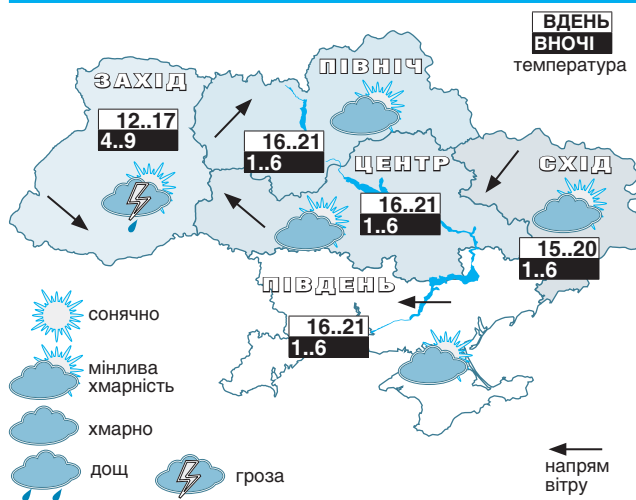 ВДЕНЬ
ВНОЧІ
температура
ЗАХІД
12..17
4..9
ПІВНІЧ
16..21
1..6
ЦЕНТР
16..21
1..6
СХІД
15..20
1..6
ПІВДЕНЬ
16..21
1..6
сонячно
мінлива
хмарність
хмарно
дощ
гроза
напрям
вітру